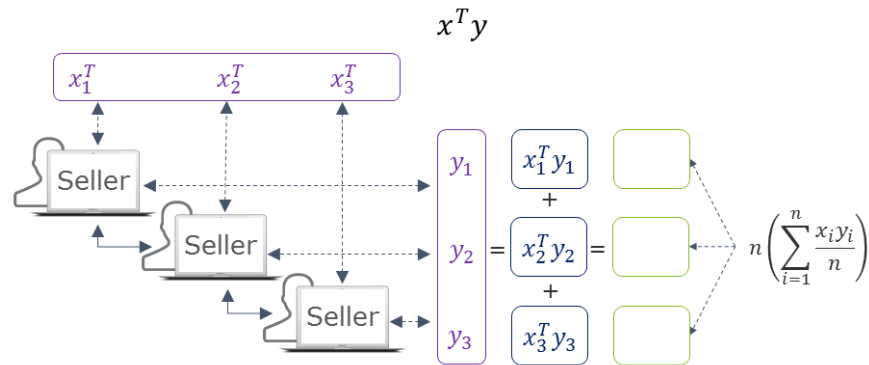 x^T y
x_1^T x_2^T x_3^T
Seller
Seller
Seller
y_1
y_2
y_3
=
x_1^T y_1
+
x_2^T y_2
+
x_3^T y_3
=
n(∑_{i=1}^{n} x_i y_i / n)